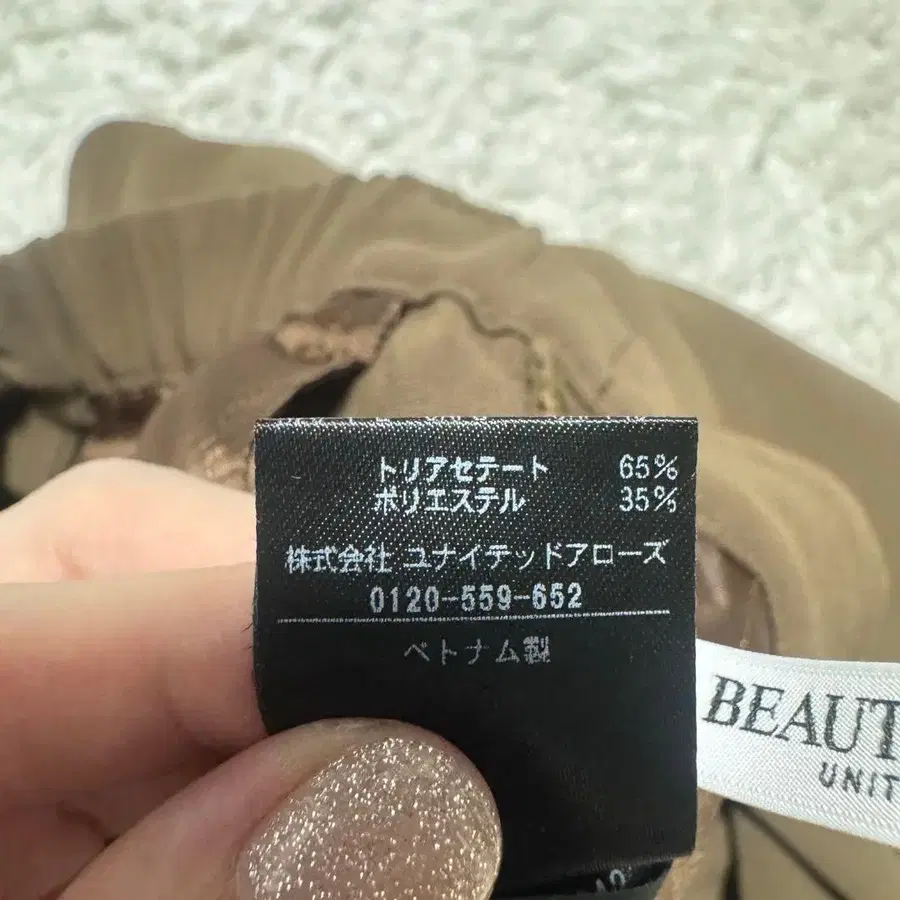 トリアセテート 65%
ポリエステル 35%
株式会社 ユナイテッドアローズ
0120-559-652
ベトナム製
BEAUT
UNIT